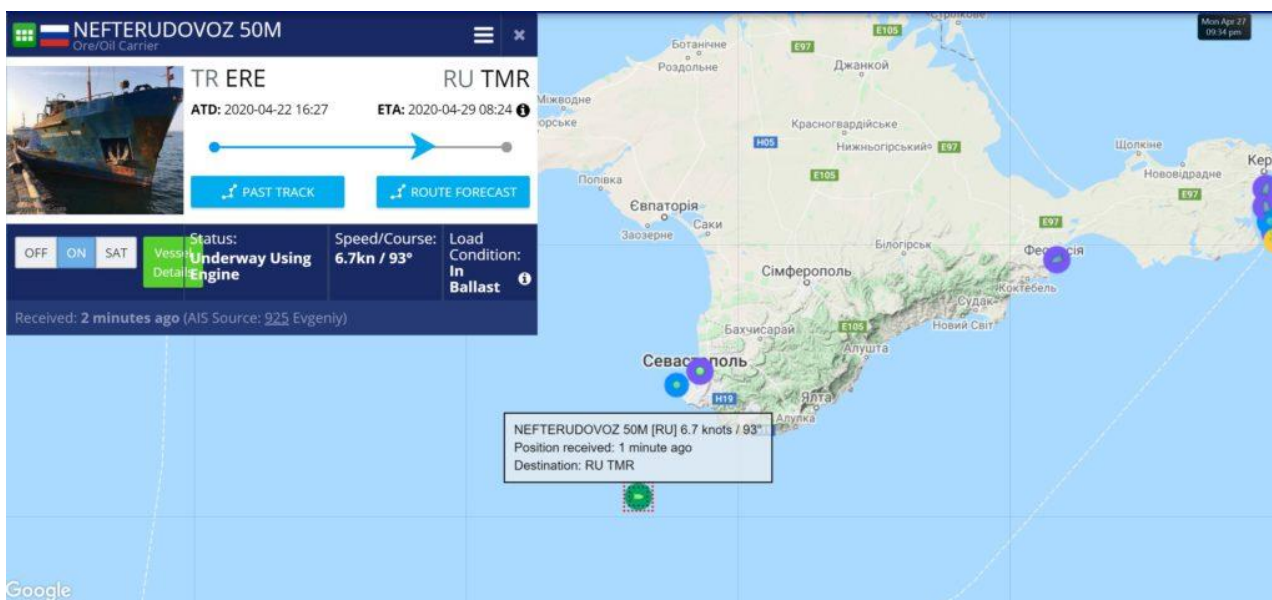 NEFTERUDOVOZ 50M
Ore/Oil Carrier
TR ERE
RU TMR
ATD: 2020-04-22 16:27
ETA: 2020-04-29 08:24
PAST TRACK
ROUTE FORECAST
OFF ON SAT
Vessel
Details
Status:
Underway Using
Engine
Speed/Course:
6.7kn / 93°
Load
Condition:
In
Ballast
Received: 2 minutes ago (AIS Source: 925 Evgeniy)
Mon Apr 27
09:34 pm
E105
Ботанічне
E97
Роздольне
Джанкой
Міжводне
Красногвардійське
H05
Нижньогірський
E97
Щолкіне
Нововідрадне
E97
Попівка
E105
Євпаторія
Саки
Заозерне
E97
Білогірськ
Сімферополь
Коктебель
Судак
Новий Світ
Бахчисарай
E105
Алушта
Севастополь
H19
Ялта
Алупка
NEFTERUDOVOZ 50M [RU] 6.7 knots / 93°
Position received: 1 minute ago
Destination: RU TMR
Google